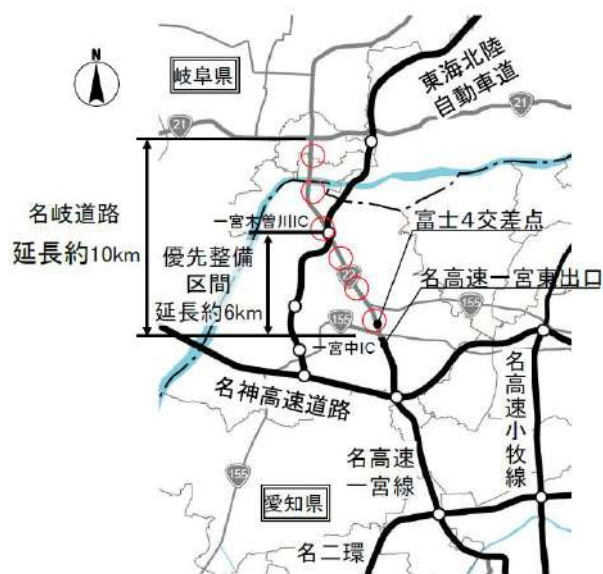 N
岐阜県
東海北陸
自動車道
21
21
名岐道路
延長約10km
一宮木曽川IC
富士4交差点
優先整備
区間
延長約6km
22
名高速一宮東出口
155
155
一宮中IC
名神高速道路
名高速小牧線
名高速
一宮線
155
愛知県
名二環